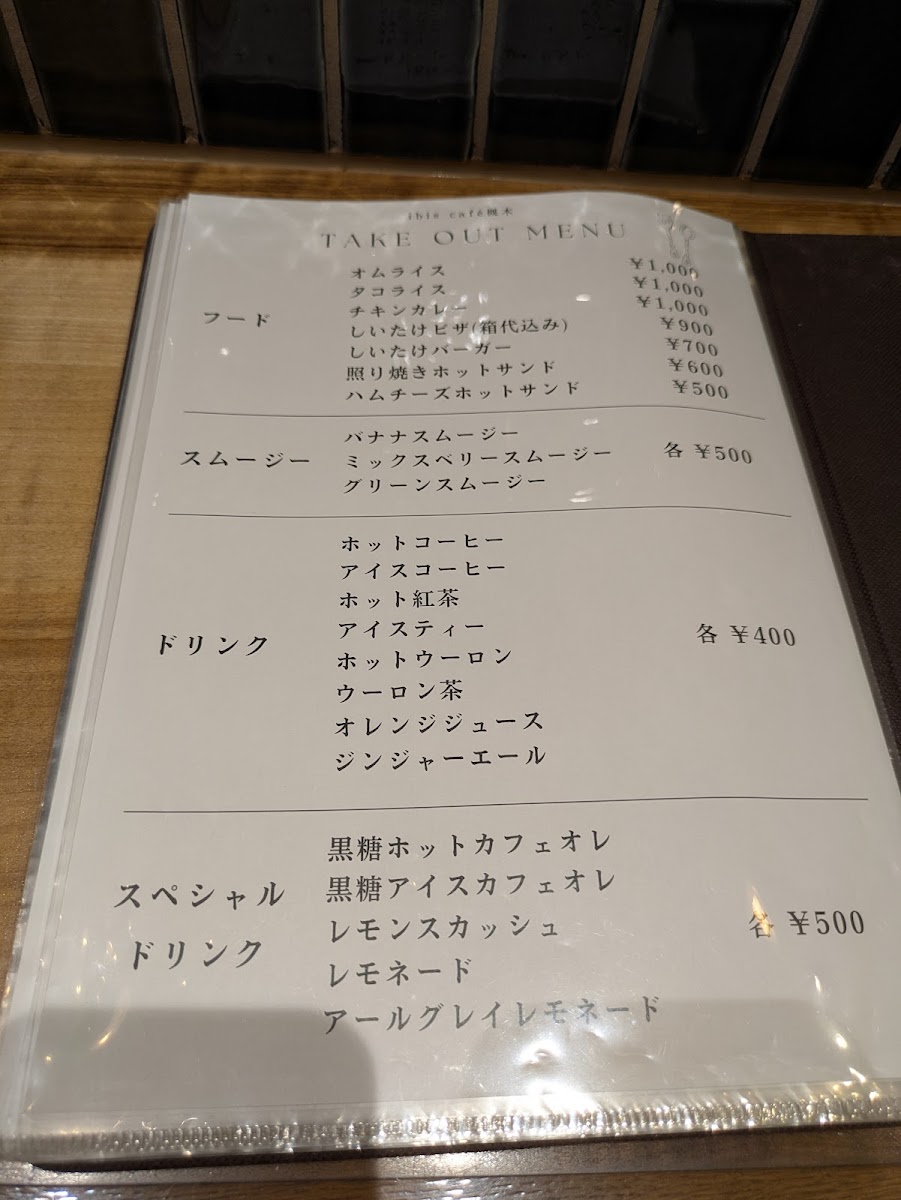 ibis café梶木
TAKE OUT MENU
フード
オムライス ¥1,000
タコライス ¥1,000
チキンカレー ¥1,000
しいたけピザ(箱代込み) ¥900
しいたけバーガー ¥700
照り焼きホットサンド ¥600
ハムチーズホットサンド ¥500
スムージー
バナナスムージー
ミックスベリースムージー
グリーンスムージー
各 ¥500
ドリンク
ホットコーヒー
アイスコーヒー
ホット紅茶
アイスティー
ホットウーロン
ウーロン茶
オレンジジュース
ジンジャーエール
各 ¥400
スペシャル
ドリンク
黒糖ホットカフェオレ
黒糖アイスカフェオレ
レモンスカッシュ
レモネード
アールグレイレモネード
各 ¥500